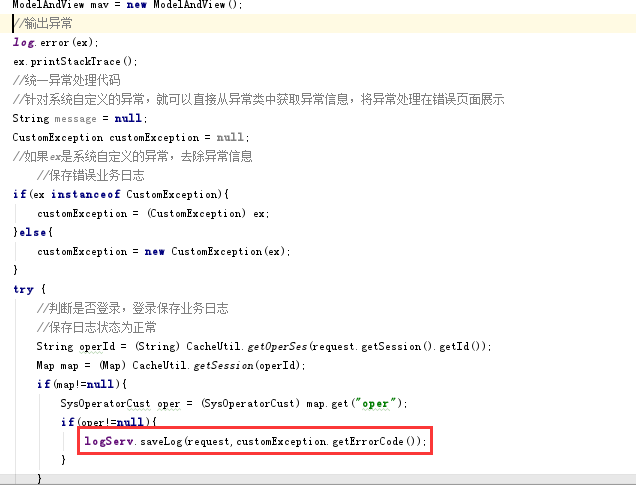 ModelAndView mav = new ModelAndView();
//输出异常
log.error(ex);
ex.printStackTrace();
//统一异常处理代码
//针对系统自定义的异常，就可以直接从异常类中获取异常信息，将异常处理在错误页面展示
String message = null;
CustomException customException = null;
//如果ex是系统自定义的异常，去除异常信息
//保存错误业务日志
if(ex instanceof CustomException){
customException = (CustomException) ex;
}else{
customException = new CustomException(ex);
}
try {
//判断是否登录，登录保存业务日志
//保存日志状态为正常
String operId = (String) CacheUtil.getOperSes(request.getSession().getId());
Map map = (Map) CacheUtil.getSession(operId);
if(map!=null){
SysOperatorCust oper = (SysOperatorCust) map.get("oper");
if(oper!=null){
logServ.saveLog(request,customException.getErrorCode());
}
}